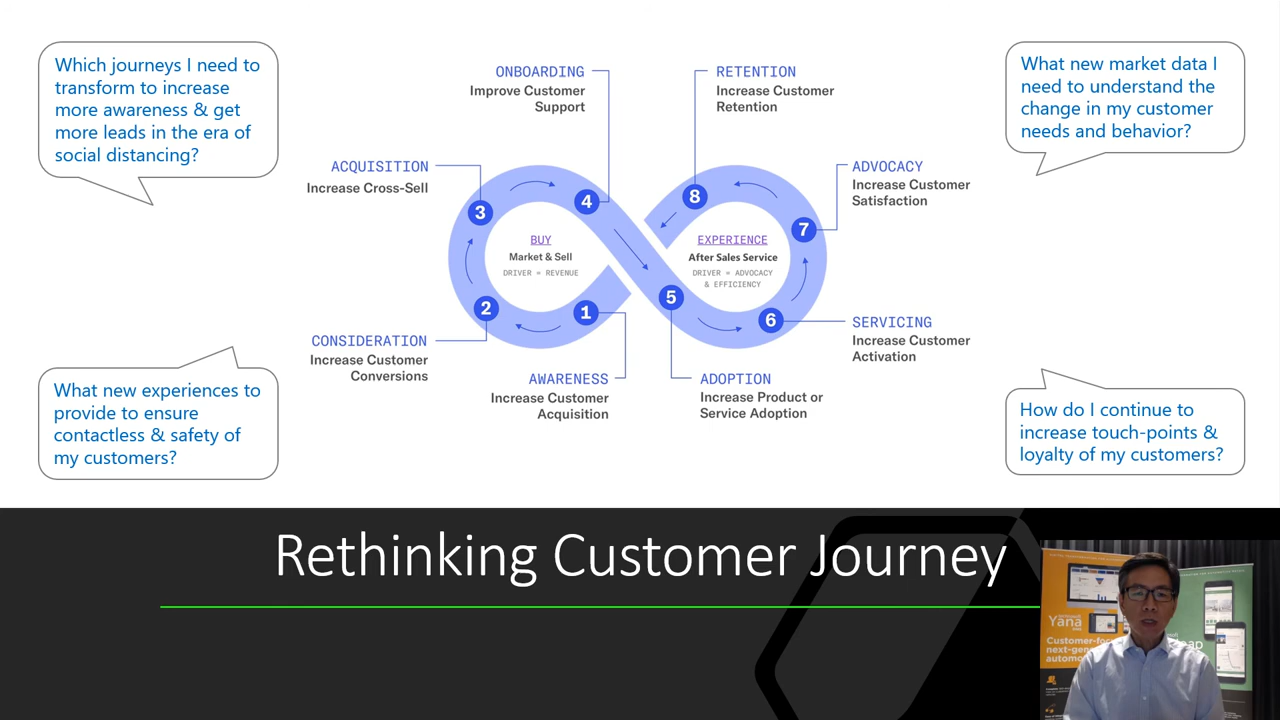 Which journeys I need to
transform to increase
more awareness & get
more leads in the era of
social distancing?
What new experiences to
provide to ensure
contactless & safety of
my customers?
ONBOARDING
Improve Customer
Support
ACQUISITION
Increase Cross-Sell
CONSIDERATION
Increase Customer
Conversions
AWARENESS
Increase Customer
Acquisition
3
4
2
1
BUY
Market & Sell
DRIVER = REVENUE
RETENTION
Increase Customer
Retention
ADVOCACY
Increase Customer
Satisfaction
8
7
5
6
EXPERIENCE
After Sales Service
DRIVER = ADVOCACY
& EFFICIENCY
SERVICING
Increase Customer
Activation
ADOPTION
Increase Product or
Service Adoption
What new market data I
need to understand the
change in my customer
needs and behavior?
How do I continue to
increase touch-points &
loyalty of my customers?
Rethinking Customer Journey
Yana
Customer-fo
next-gen
automo